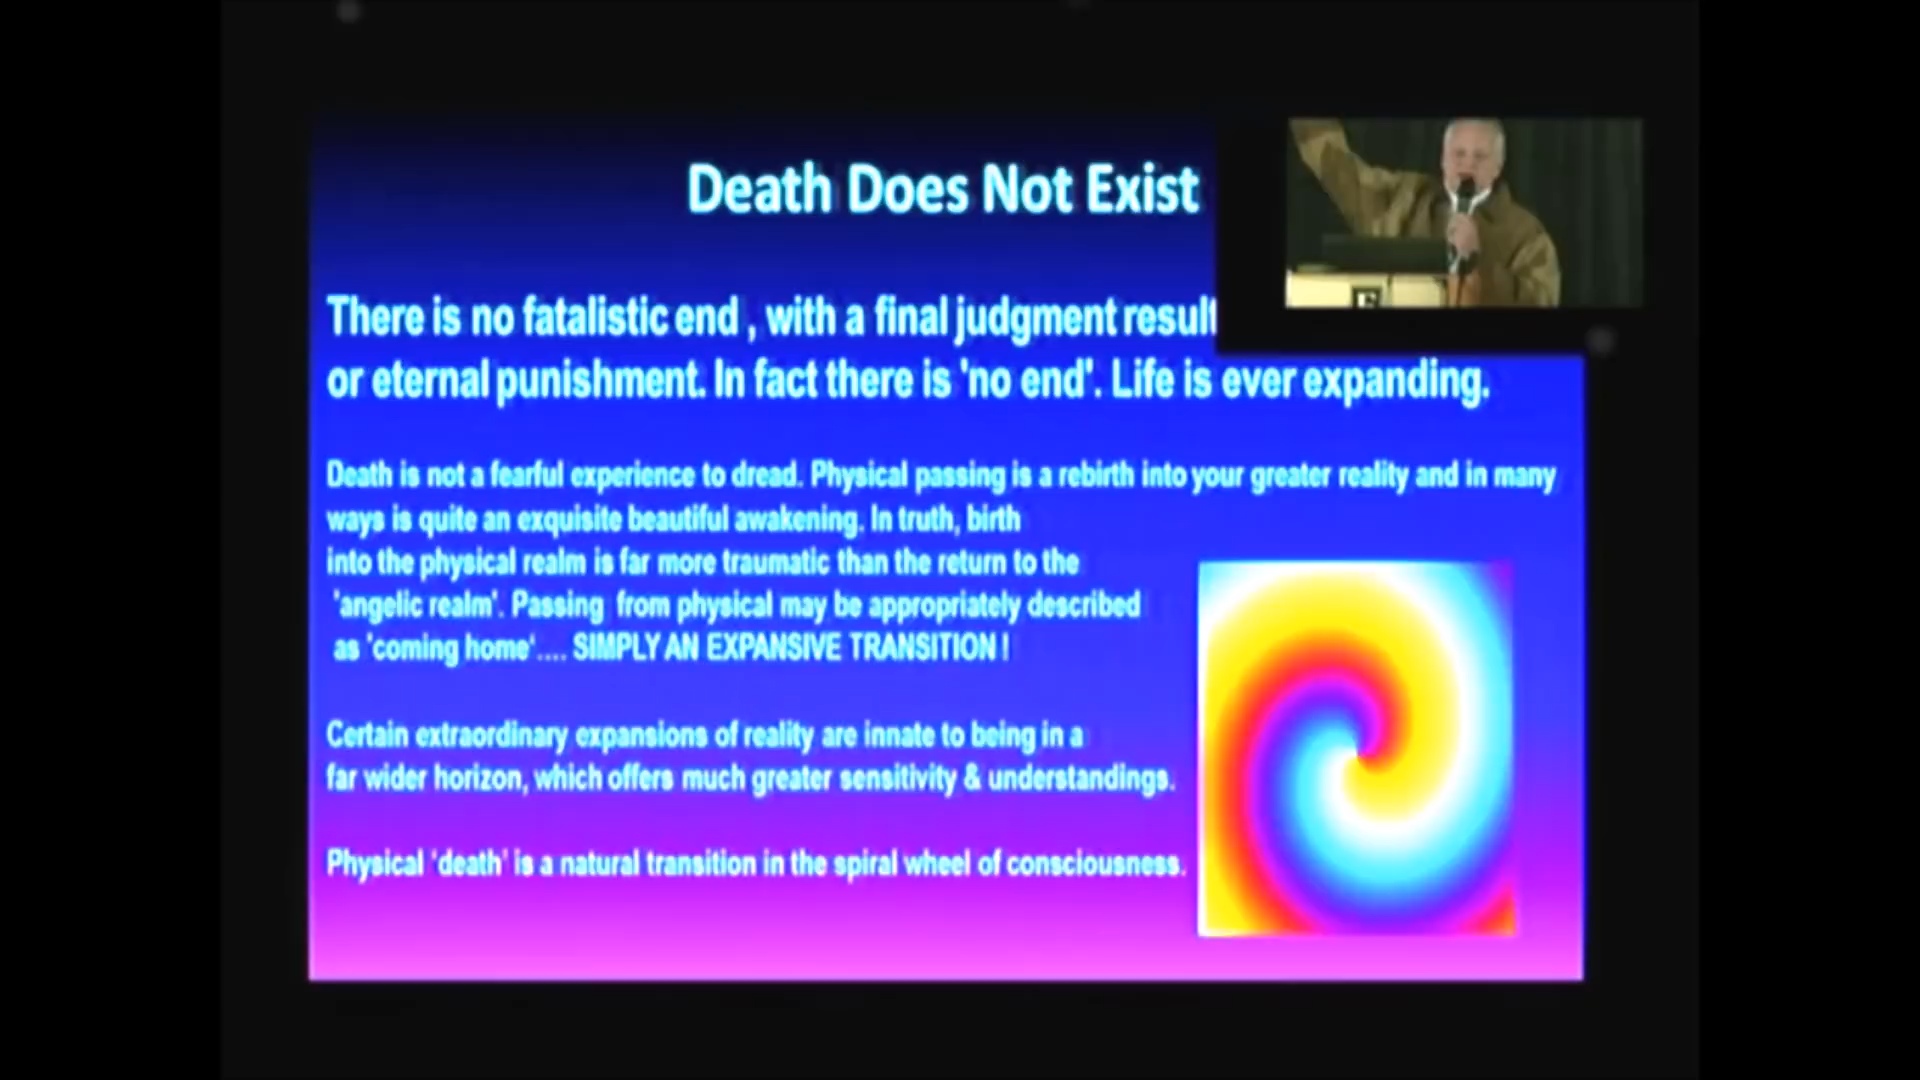 Death Does Not Exist
There is no fatalistic end , with a final judgment result
or eternal punishment. In fact there is 'no end'. Life is ever expanding.
Death is not a fearful experience to dread. Physical passing is a rebirth into your greater reality and in many
ways is quite an exquisite beautiful awakening. In truth, birth
into the physical realm is far more traumatic than the return to the
'angelic realm'. Passing from physical may be appropriately described
as 'coming home'.... SIMPLY AN EXPANSIVE TRANSITION !
Certain extraordinary expansions of reality are innate to being in a
far wider horizon, which offers much greater sensitivity & understandings.
Physical 'death' is a natural transition in the spiral wheel of consciousness.